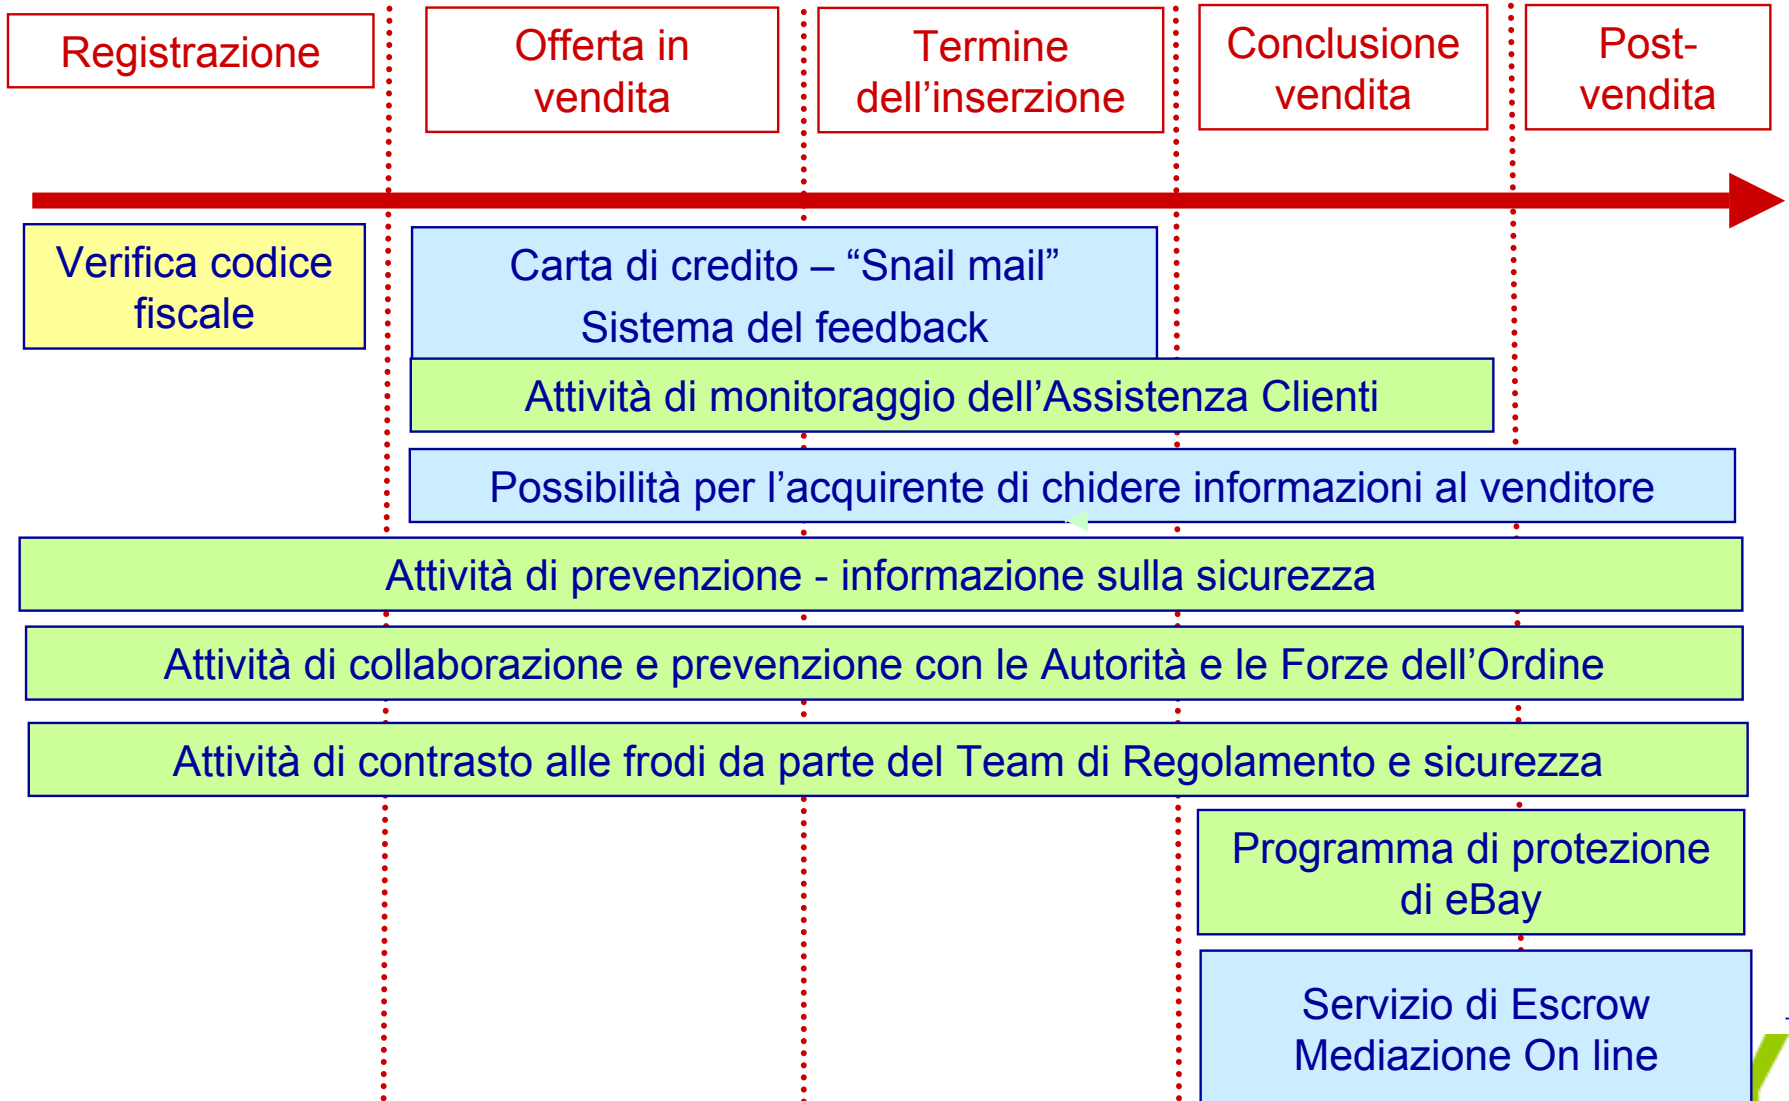 Registrazione
Offerta in
vendita
Termine
dell’inserzione
Conclusione
vendita
Post-
vendita
Verifica codice
fiscale
Carta di credito – “Snail mail”
Sistema del feedback
Attività di monitoraggio dell’Assistenza Clienti
Possibilità per l’acquirente di chidere informazioni al venditore
Attività di prevenzione - informazione sulla sicurezza
Attività di collaborazione e prevenzione con le Autorità e le Forze dell’Ordine
Attività di contrasto alle frodi da parte del Team di Regolamento e sicurezza
Programma di protezione
di eBay
Servizio di Escrow
Mediazione On line